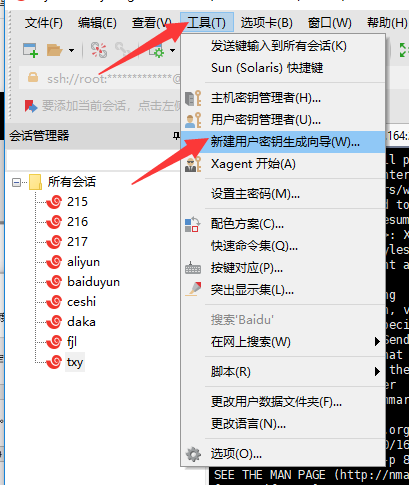 文件(F) 编辑(E) 查看(V) 工具(T) 选项卡(B) 窗口(W) 帮助(H)
发送键输入到所有会话(K)
ssh://root:*************@
Sun (Solaris) 快捷键
要添加当前会话，点击左侧
主机密钥管理者(H)...
会话管理器
用户密钥管理者(U)...
新建用户密钥生成向导(W)...
164:
Xagent 开始(A)
所有会话
设置主密码(M)...
215
216
配色方案(C)...
217
快速命令集(Q)...
aliyun
按键对应(P)...
baiduyun
突出显示集(L)...
ceshi
搜索'Baidu'
daka
在网上搜索(W)
fjl
txy
脚本(R)
更改用户数据文件夹(F)...
更改语言(N)...
选项(O)...
SEE THE MAN PAGE (http://nma